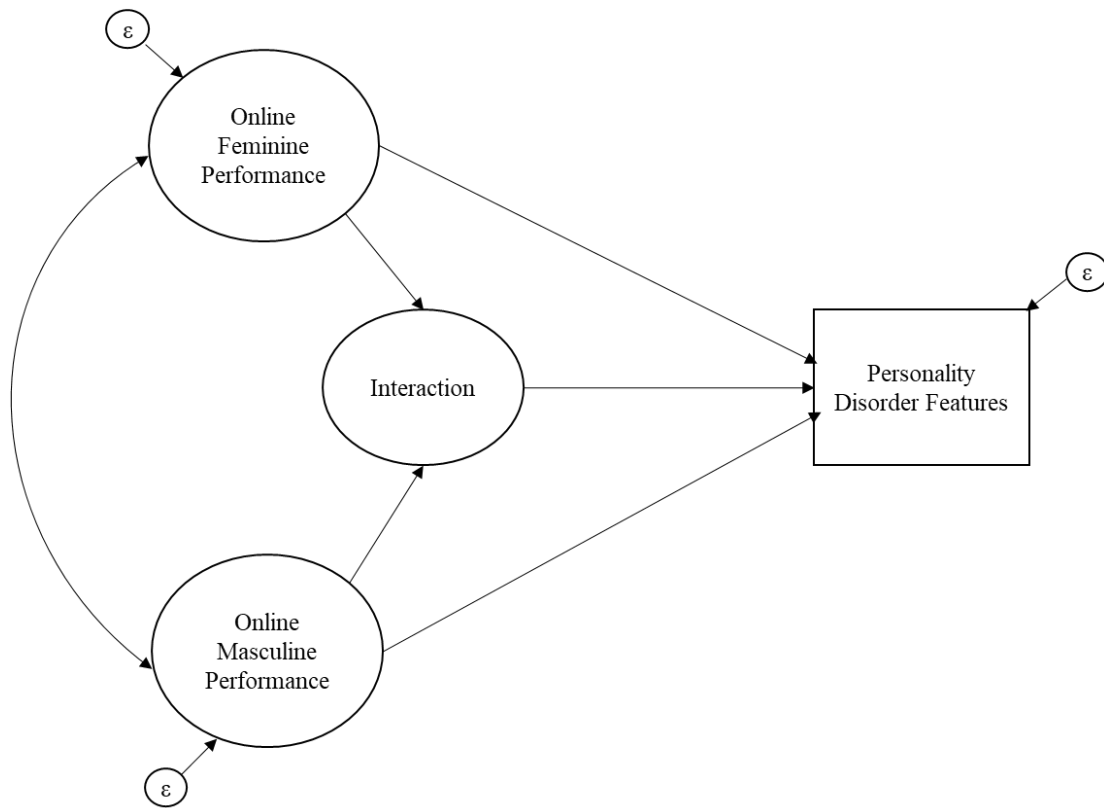 ε
Online
Feminine
Performance
ε
Interaction
Personality
Disorder Features
Online
Masculine
Performance
ε